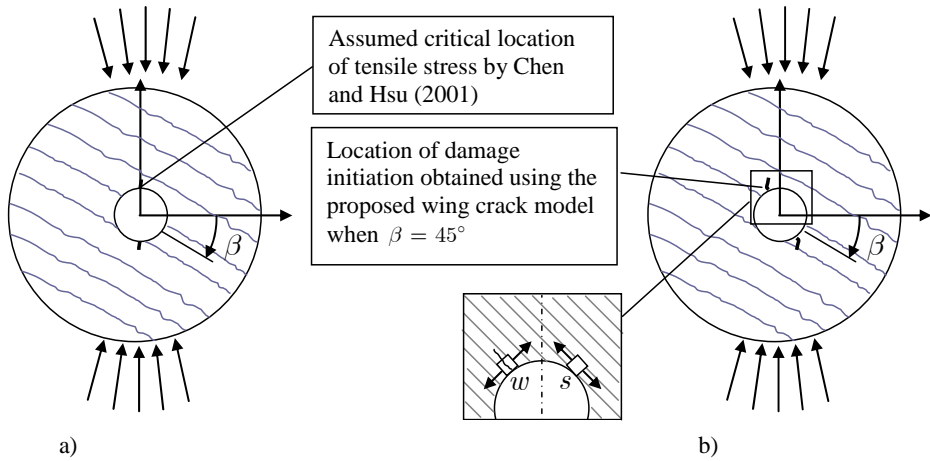 Assumed critical location
of tensile stress by Chen
and Hsu (2001)
Location of damage
initiation obtained using the
proposed wing crack model
when β = 45°
β
β
w s
a)
b)